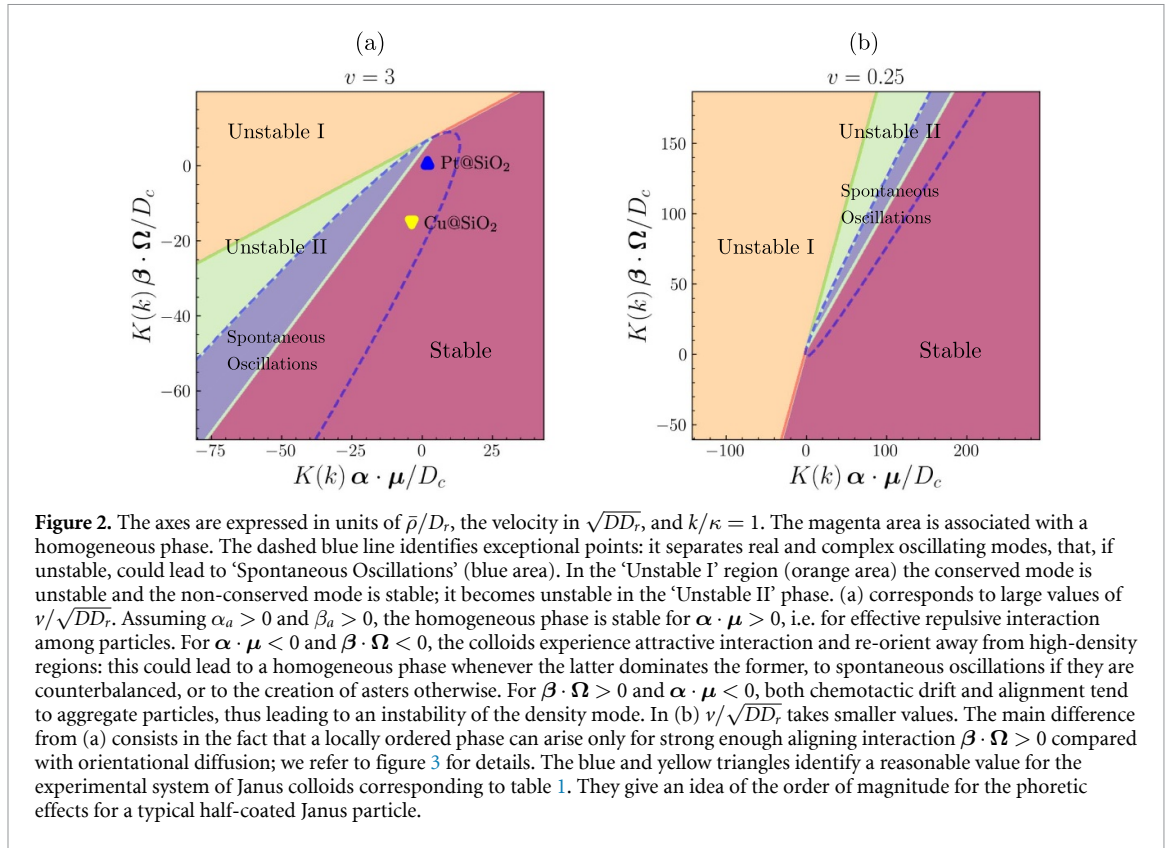 (a)
(b)
v = 3
v = 0.25
Unstable I
Unstable II
Spontaneous
Oscillations
Stable
Pt@SiO₂
Cu@SiO₂
0
−20
−40
−60
−75
−50
−25
0
25
K(k) β · Ω/D_c
K(k) α · μ/D_c
Unstable I
Unstable II
Spontaneous
Oscillations
Stable
150
100
50
0
−50
−100
0
100
200
K(k) β · Ω/D_c
K(k) α · μ/D_c
Figure 2. The axes are expressed in units of ρ̄/D_r, the velocity in √DD_r, and k/κ = 1. The magenta area is associated with a
homogeneous phase. The dashed blue line identifies exceptional points: it separates real and complex oscillating modes, that, if
unstable, could lead to ‘Spontaneous Oscillations’ (blue area). In the ‘Unstable I’ region (orange area) the conserved mode is
unstable and the non-conserved mode is stable; it becomes unstable in the ‘Unstable II’ phase. (a) corresponds to large values of
ν/√DD_r. Assuming α_a > 0 and β_a > 0, the homogeneous phase is stable for α · μ > 0, i.e. for effective repulsive interaction
among particles. For α · μ < 0 and β · Ω < 0, the colloids experience attractive interaction and re-orient away from high-density
regions: this could lead to a homogeneous phase whenever the latter dominates the former, to spontaneous oscillations if they are
counterbalanced, or to the creation of asters otherwise. For β · Ω > 0 and α · μ < 0, both chemotactic drift and alignment tend
to aggregate particles, thus leading to an instability of the density mode. In (b) ν/√DD_r takes smaller values. The main difference
from (a) consists in the fact that a locally ordered phase can arise only for strong enough aligning interaction β · Ω > 0 compared
with orientational diffusion; we refer to figure 3 for details. The blue and yellow triangles identify a reasonable value for the
experimental system of Janus colloids corresponding to table 1. They give an idea of the order of magnitude for the phoretic
effects for a typical half-coated Janus particle.